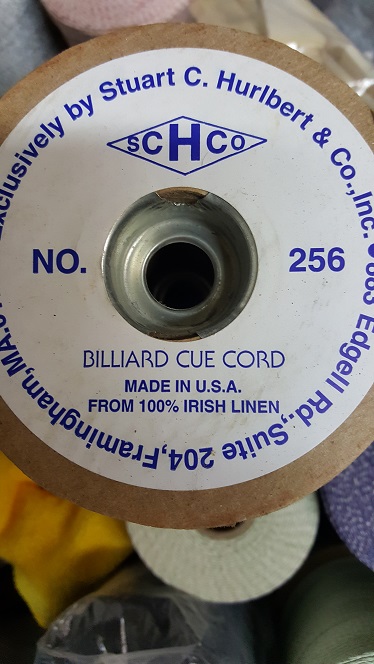 Exclusively by Stuart C. Hurlbert & Co., Inc. Edgell Rd., Suite 204, Framingham, MA.
SCHCO
NO. 256
BILLIARD CUE CORD
MADE IN U.S.A.
FROM 100% IRISH LINEN